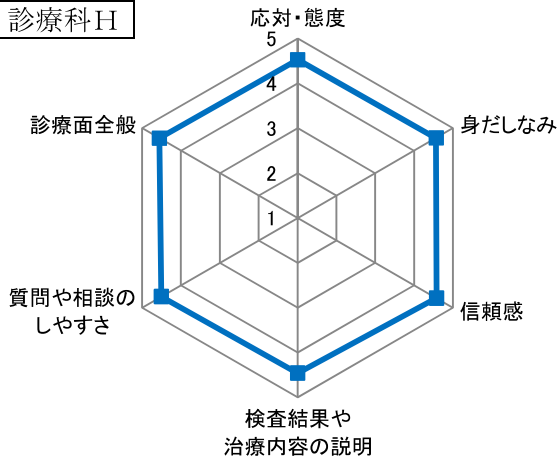 診療科Ｈ
応対・態度
5
4
3
2
1
診療面全般
身だしなみ
質問や相談の
しやすさ
信頼感
検査結果や
治療内容の説明